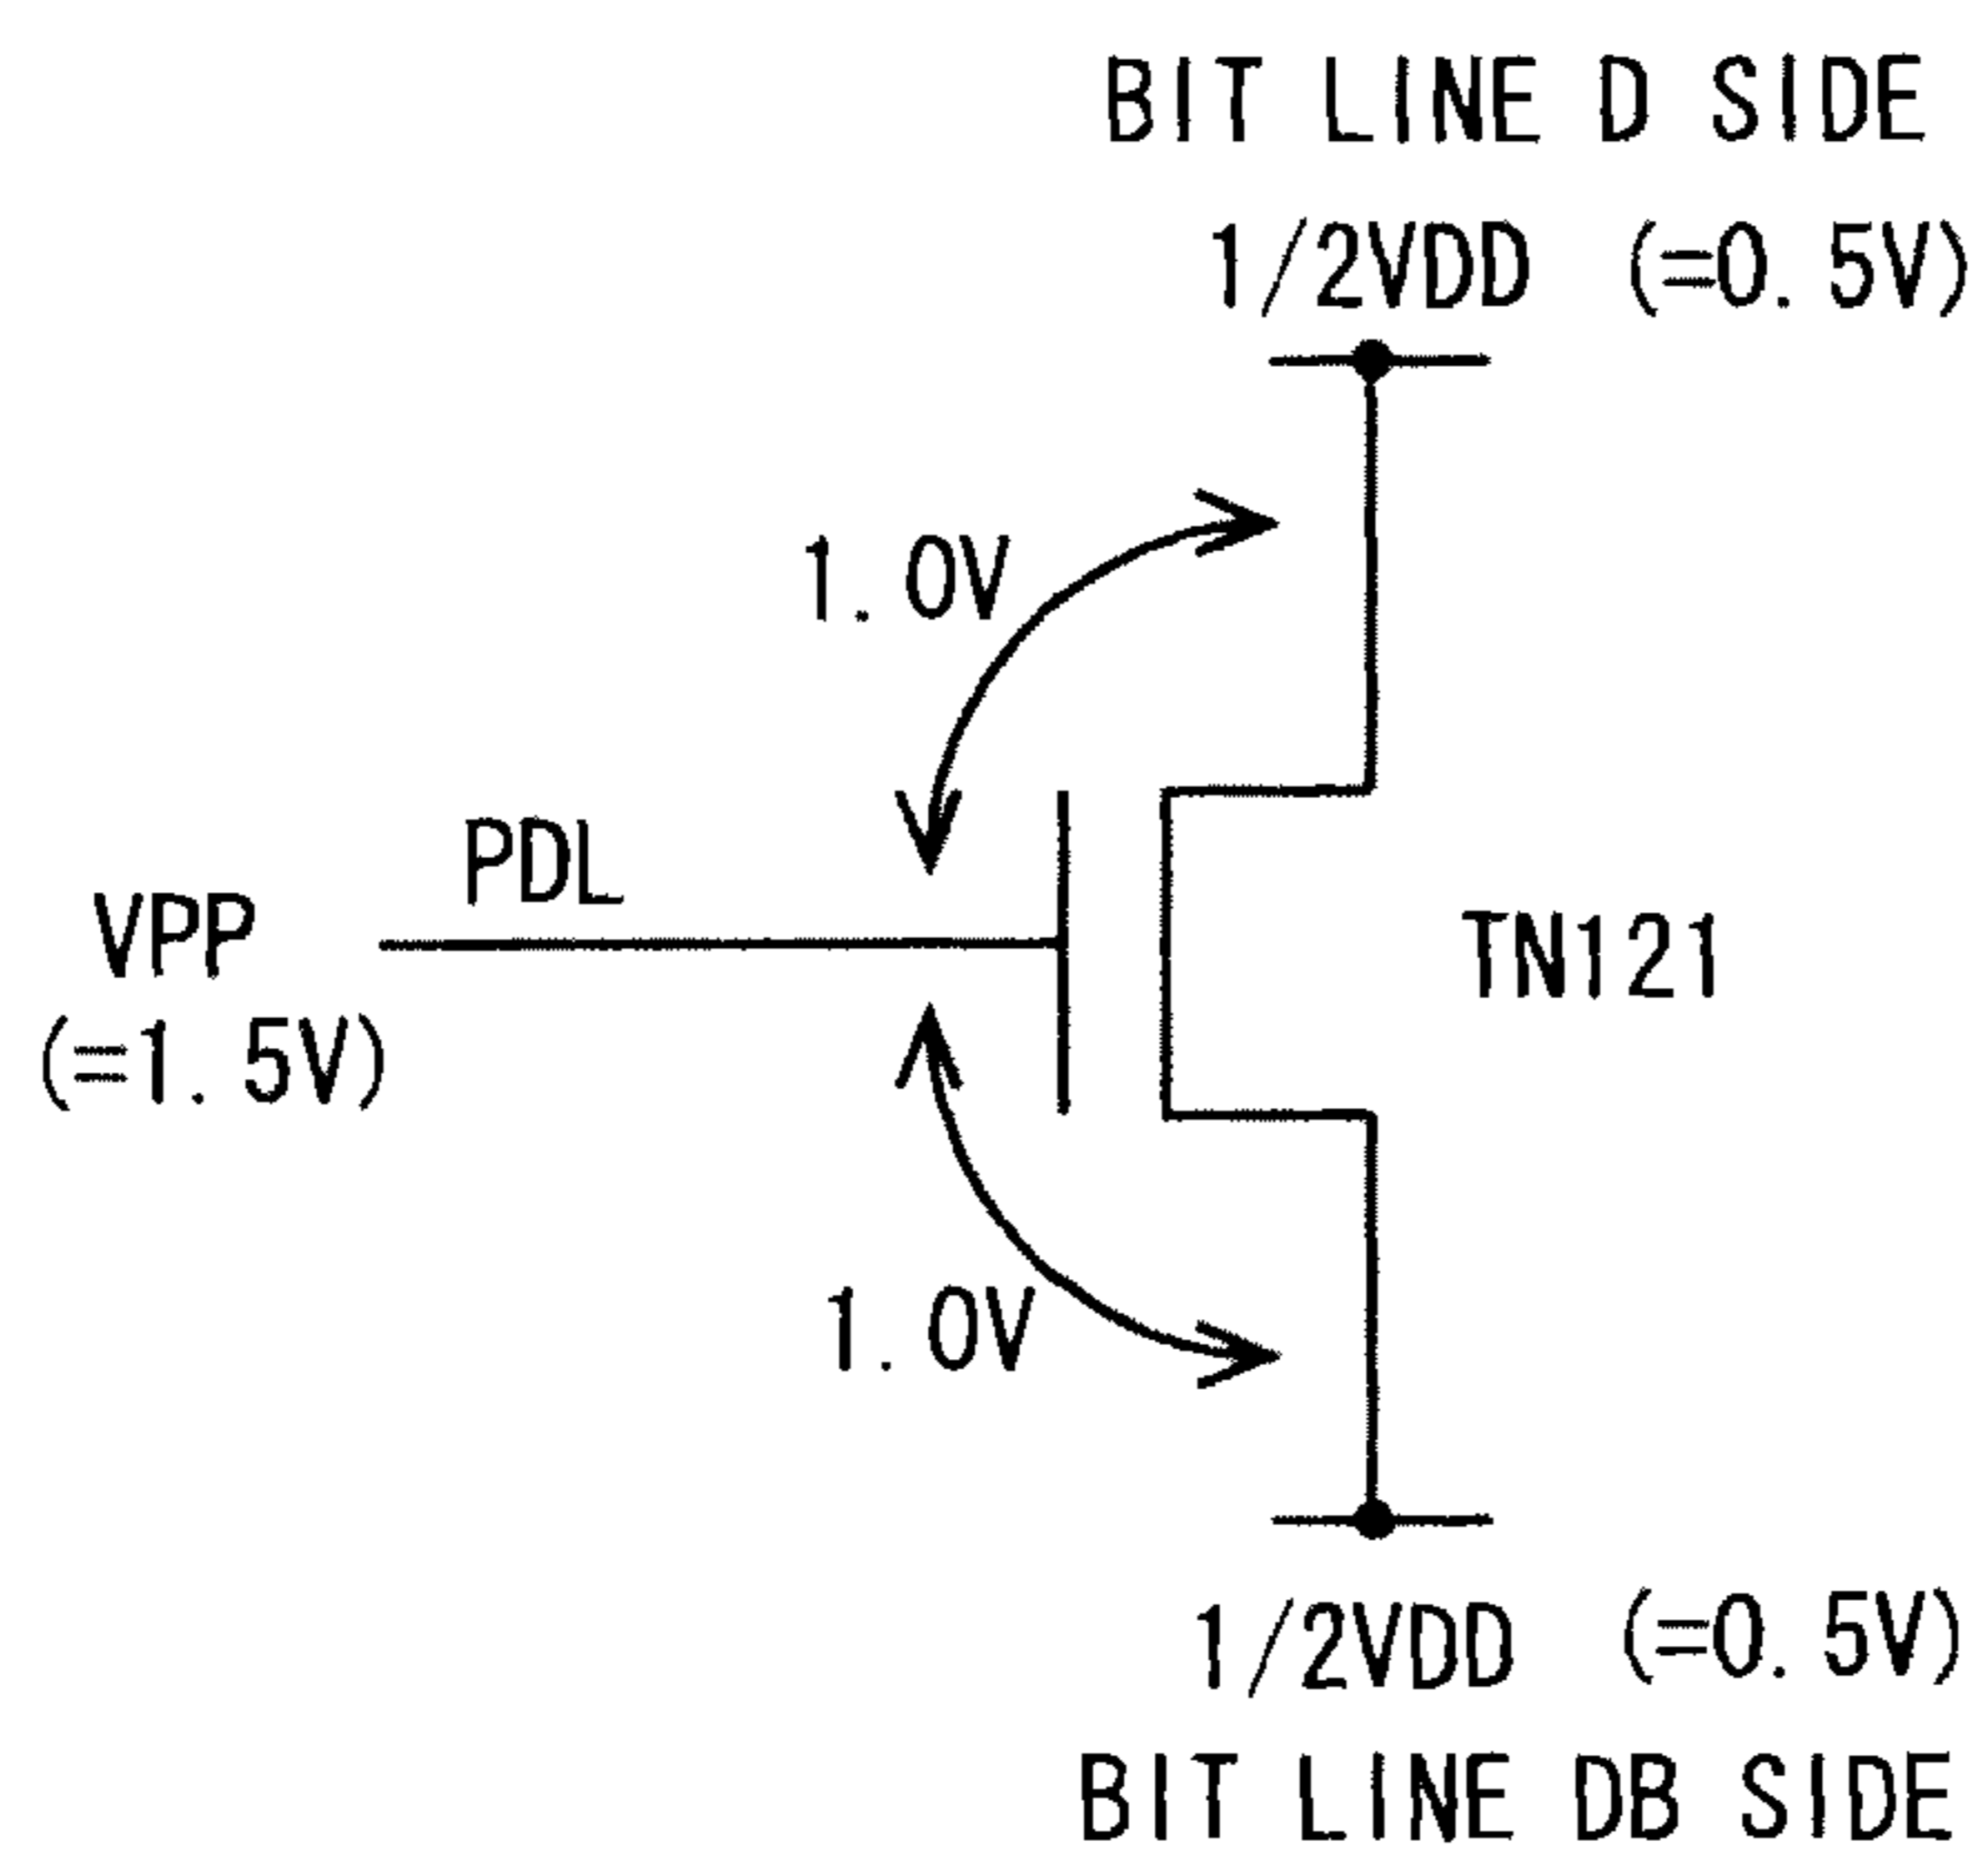 BIT LINE D SIDE
1/2VDD (=0.5V)
1.0V
PDL
VPP
(=1.5V)
TN121
1.0V
1/2VDD (=0.5V)
BIT LINE DB SIDE